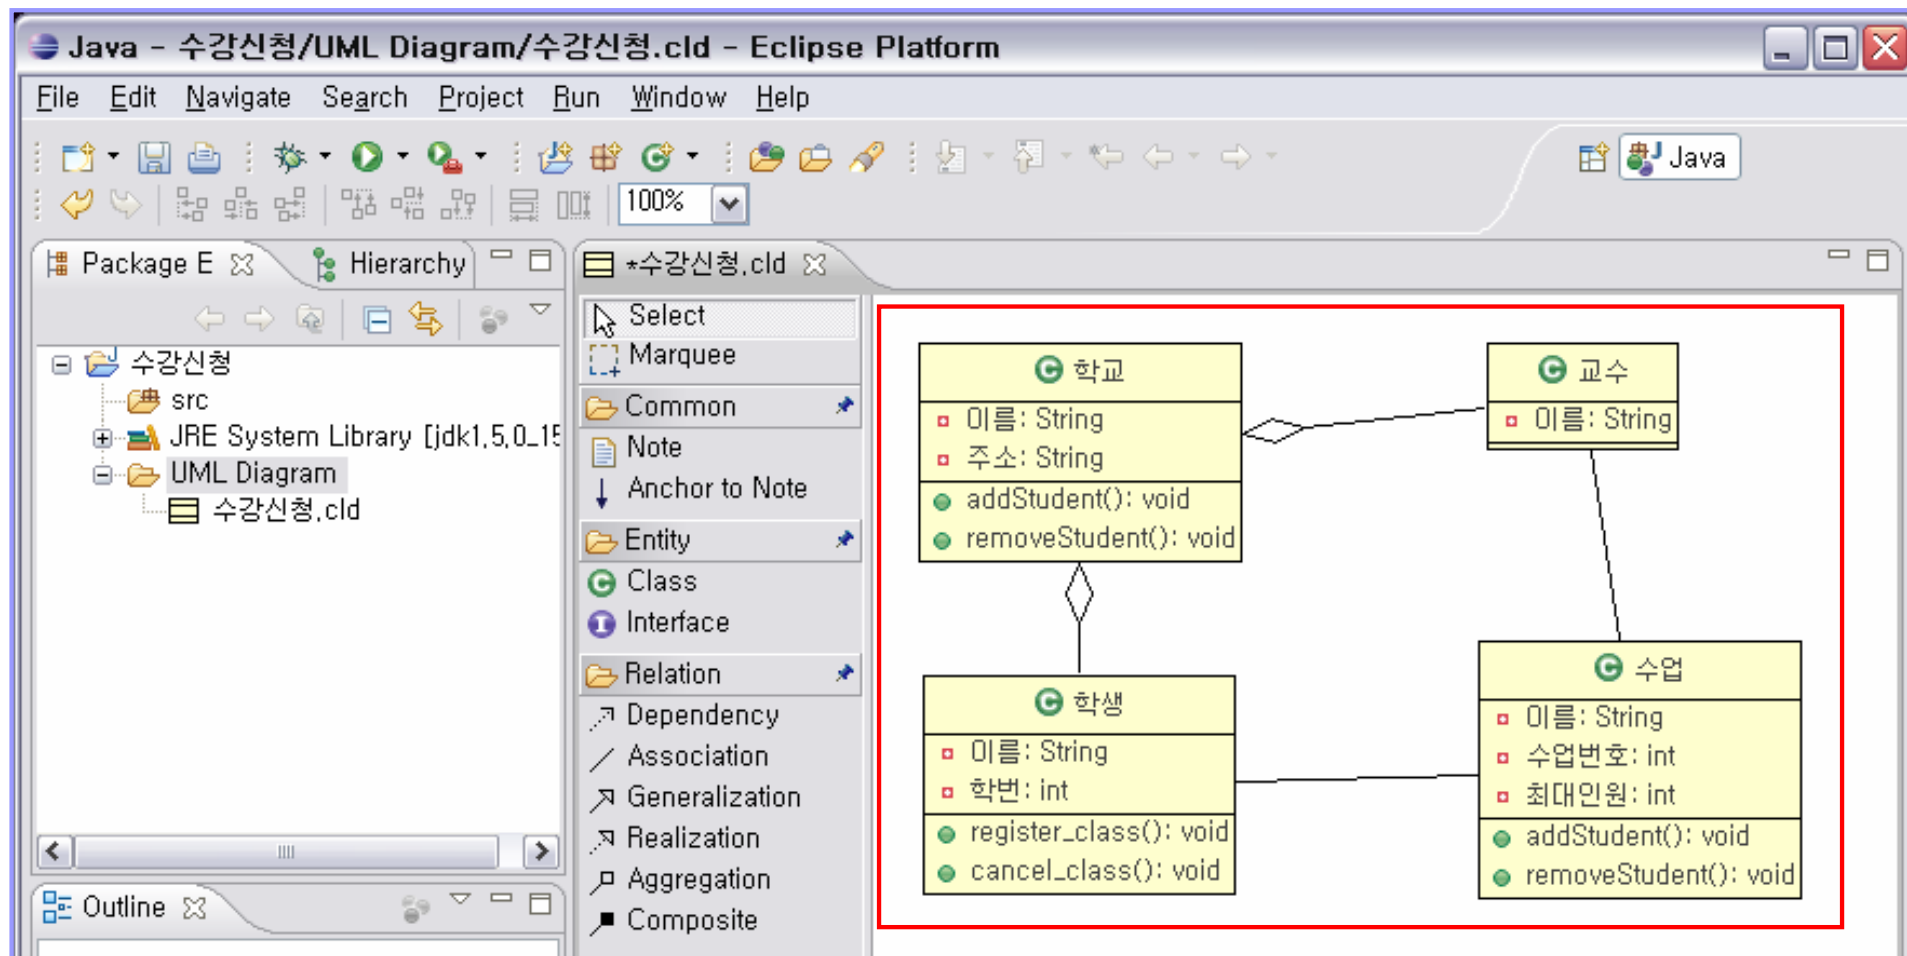 Java - 수강신청/UML Diagram/수강신청.cld - Eclipse Platform
File Edit Navigate Search Project Run Window Help
Java
100%
Package E Hierarchy
수강신청
src
JRE System Library [jdk1,5,0_15
UML Diagram
수강신청,cld
Outline
*수강신청,cld
Select
Marquee
Common
Note
Anchor to Note
Entity
Class
Interface
Relation
Dependency
Association
Generalization
Realization
Aggregation
Composite
학교
이름: String
주소: String
addStudent(): void
removeStudent(): void
교수
이름: String
학생
이름: String
학번: int
register_class(): void
cancel_class(): void
수업
이름: String
수업번호: int
최대인원: int
addStudent(): void
removeStudent(): void